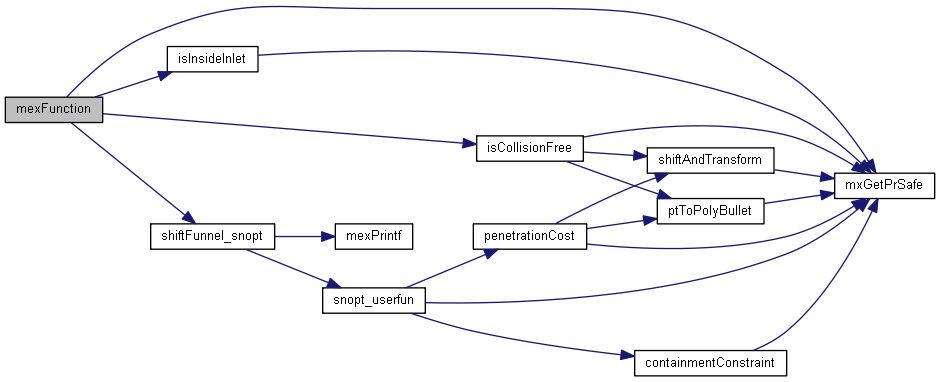 isInsideInlet
mexFunction
isCollisionFree
shiftAndTransform
mxGetPrSafe
ptToPolyBullet
shiftFunnel_snopt
mexPrintf
penetrationCost
snopt_userfun
containmentConstraint